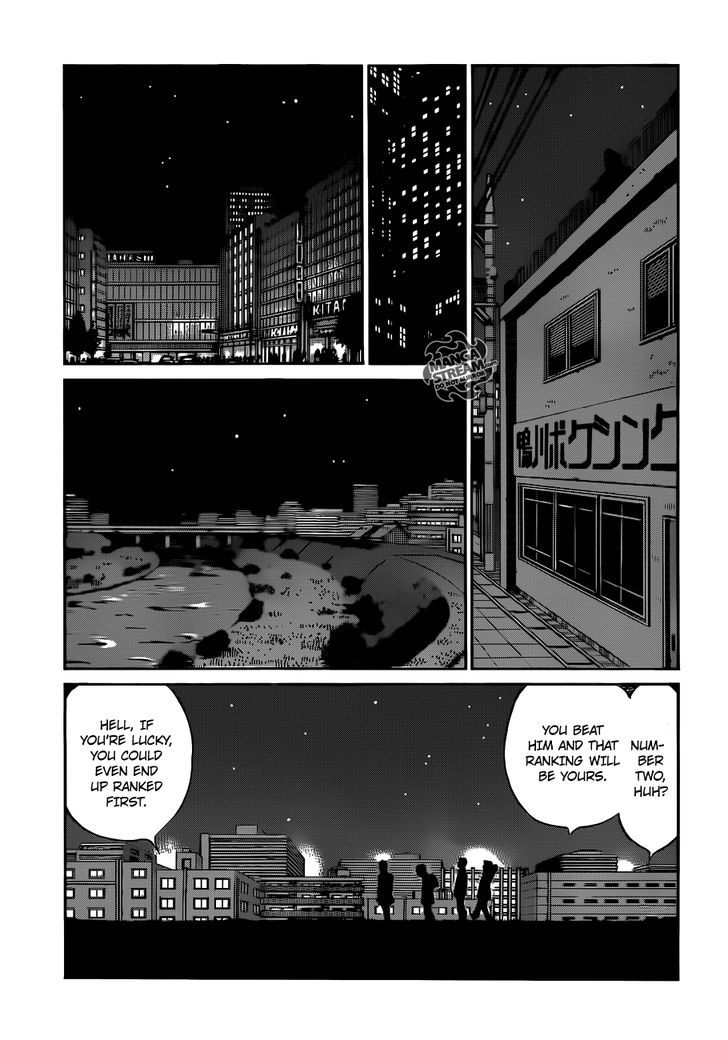 鴨川ボクシング
KITA
MANGA
STREAM
NUM-
BER
TWO,
HUH?
YOU BEAT
HIM AND THAT
RANKING WILL
BE YOURS.
HELL, IF
YOU'RE LUCKY,
YOU COULD
EVEN END
UP RANKED
FIRST.